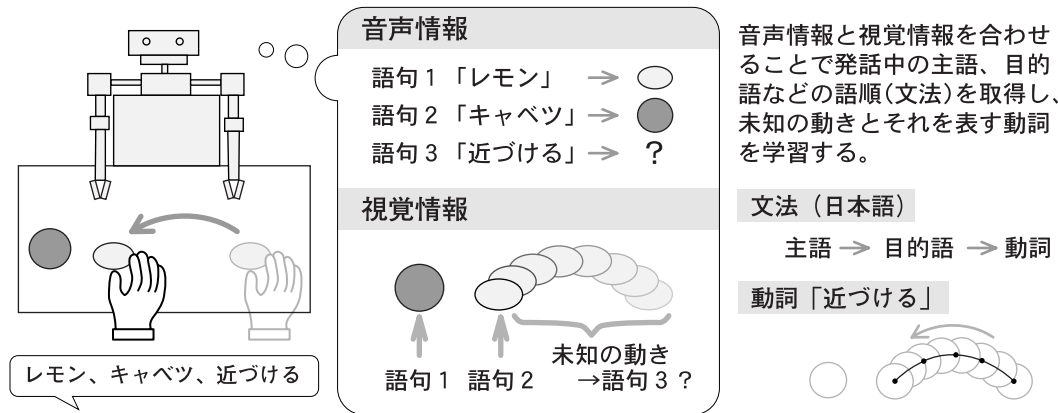 レモン、キャベツ、近づける
音声情報
語句1「レモン」→
語句2「キャベツ」→
語句3「近づける」→ ?
視覚情報
語句1 語句2
未知の動き
→語句3?
音声情報と視覚情報を合わせ
ることで発話中の主語、目的
語などの語順(文法)を取得し、
未知の動きとそれを表す動詞
を学習する。
文法(日本語)
主語→目的語→動詞
動詞「近づける」